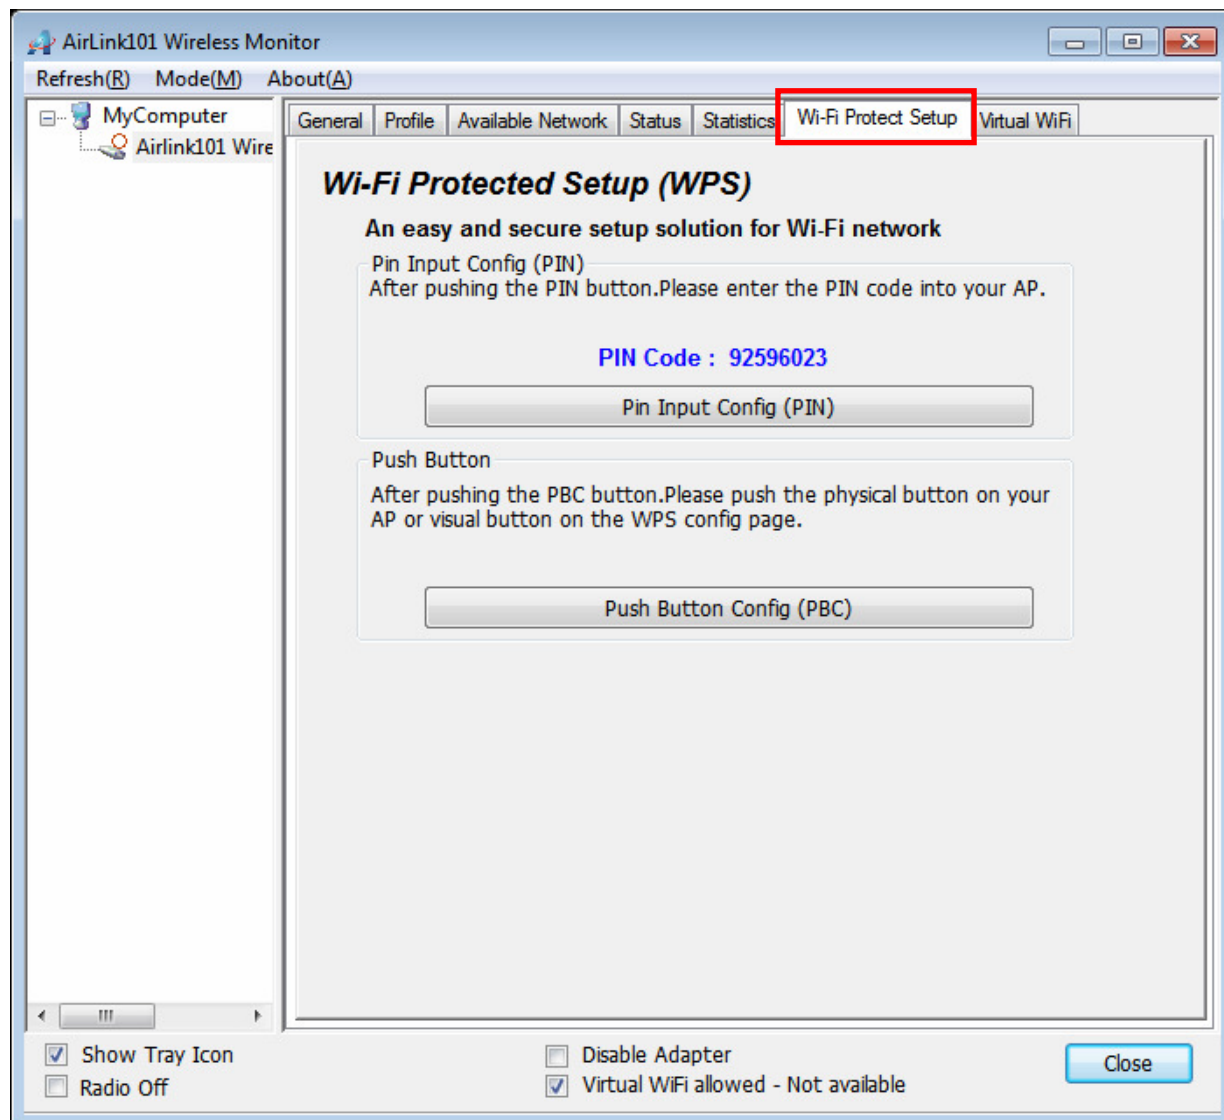 AirLink101 Wireless Monitor
Refresh(R) Mode(M) About(A)
MyComputer
Airlink101 Wire
General Profile Available Network Status Statistics Wi-Fi Protect Setup Virtual WiFi
Wi-Fi Protected Setup (WPS)
An easy and secure setup solution for Wi-Fi network
Pin Input Config (PIN)
After pushing the PIN button.Please enter the PIN code into your AP.
PIN Code : 92596023
Pin Input Config (PIN)
Push Button
After pushing the PBC button.Please push the physical button on your
AP or visual button on the WPS config page.
Push Button Config (PBC)
Show Tray Icon
Radio Off
Disable Adapter
Virtual WiFi allowed - Not available
Close